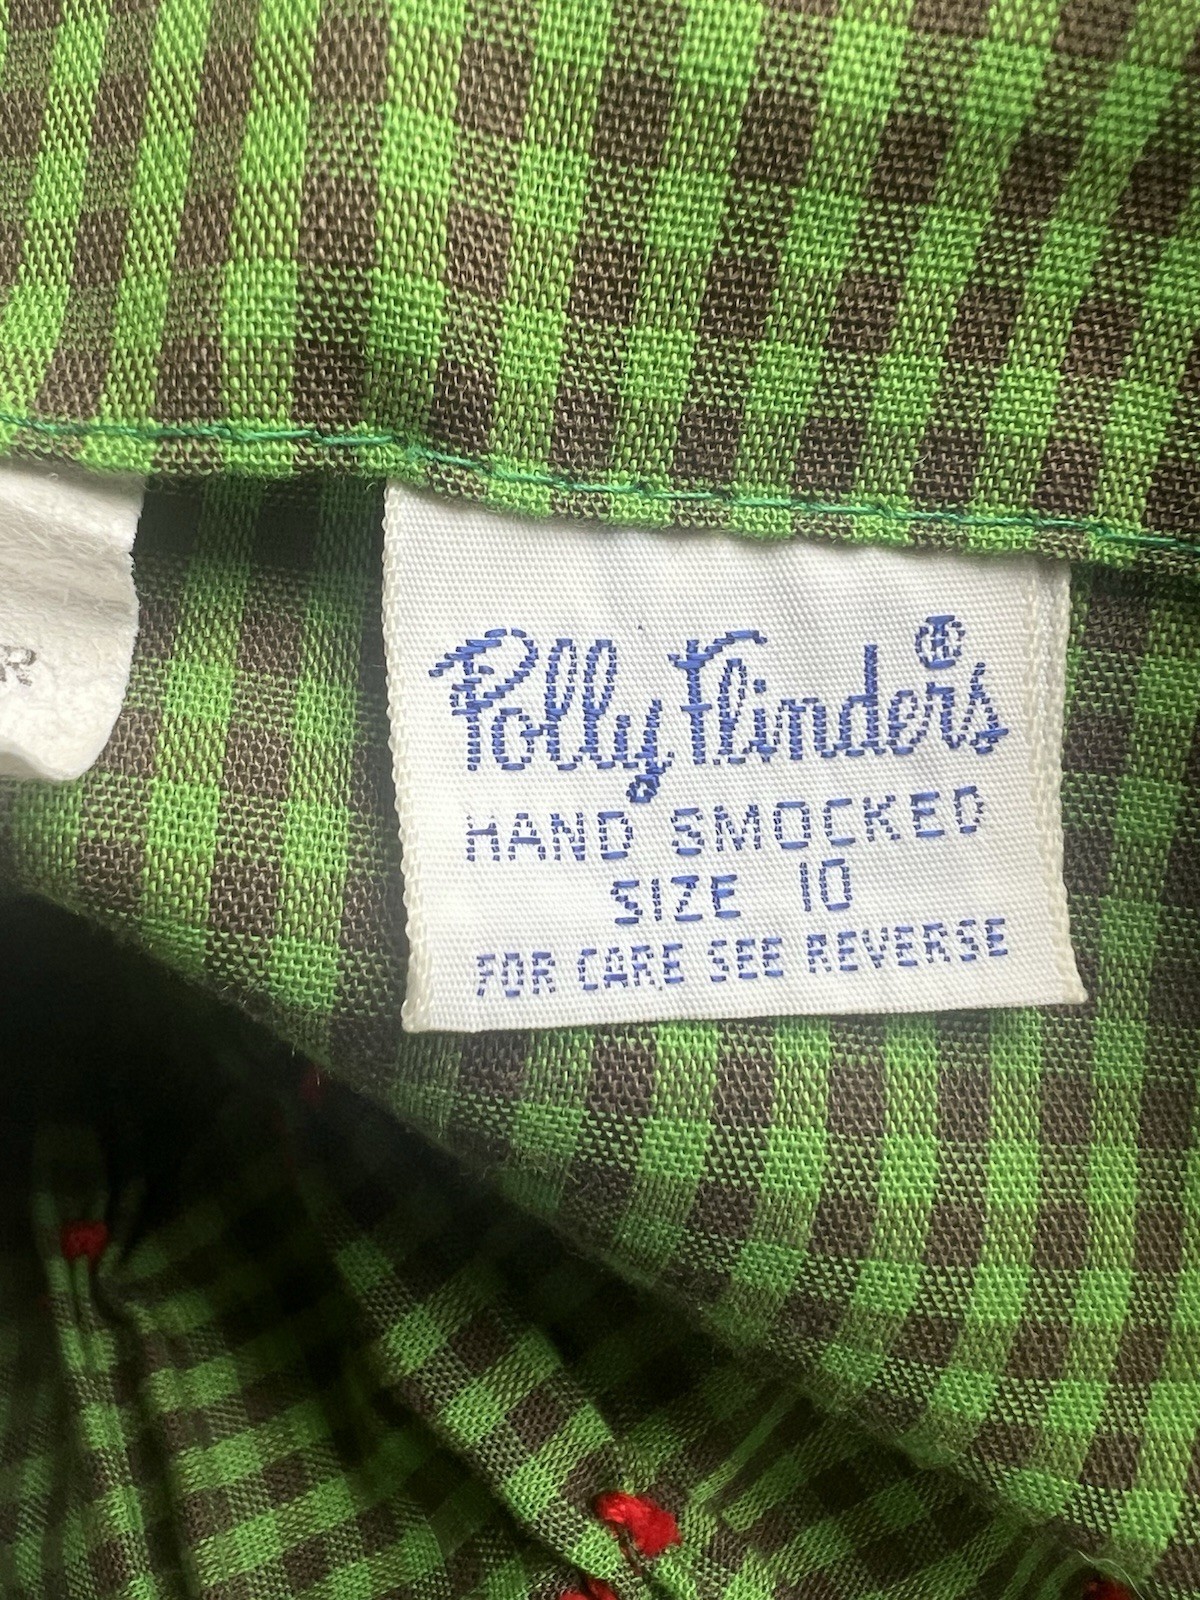 Polly Flinders®
HAND SMOCKED
SIZE 10
FOR CARE SEE REVERSE
R